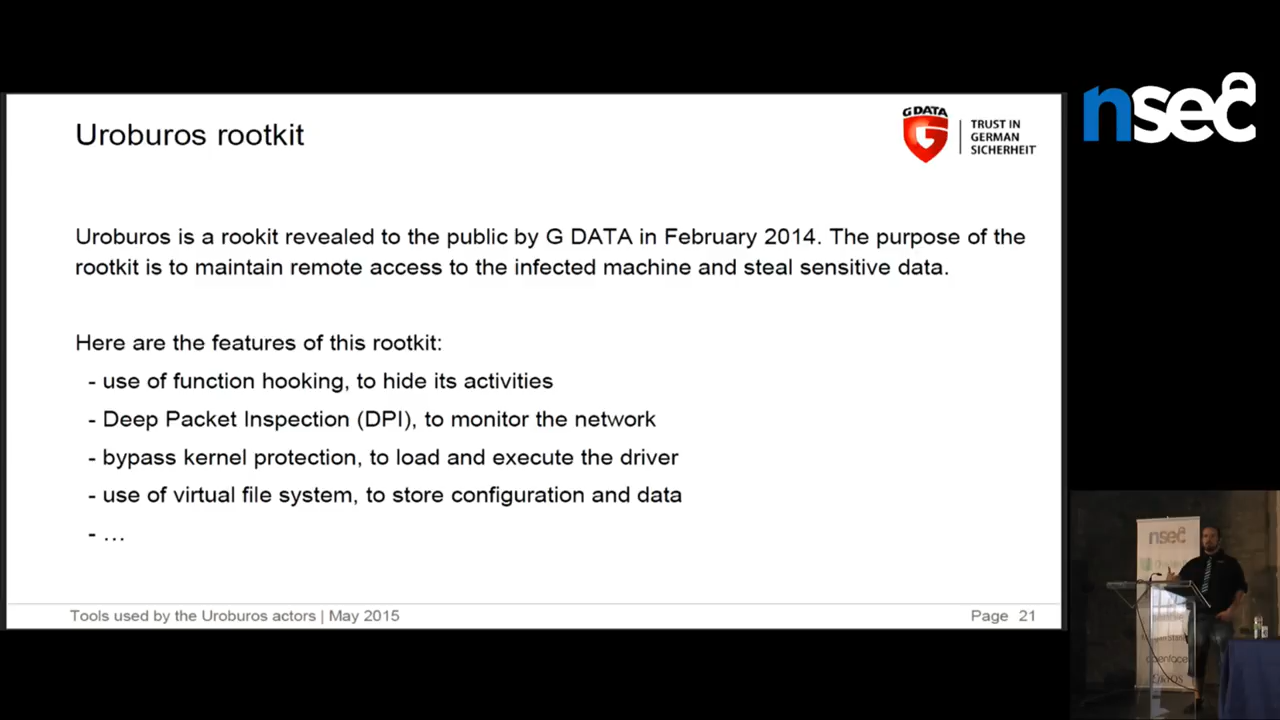 Uroburos rootkit
G DATA
TRUST IN
GERMAN
SICHERHEIT
nsec
Uroburos is a rookit revealed to the public by G DATA in February 2014. The purpose of the
rootkit is to maintain remote access to the infected machine and steal sensitive data.
Here are the features of this rootkit:
- use of function hooking, to hide its activities
- Deep Packet Inspection (DPI), to monitor the network
- bypass kernel protection, to load and execute the driver
- use of virtual file system, to store configuration and data
- ...
Tools used by the Uroburos actors | May 2015
Page 21
nsec